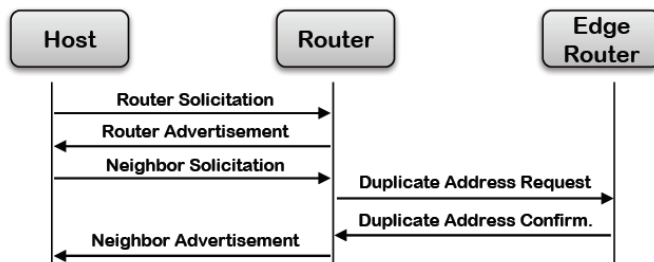 Host
Router
Edge
Router
Router Solicitation
Router Advertisement
Neighbor Solicitation
Duplicate Address Request
Duplicate Address Confirm.
Neighbor Advertisement